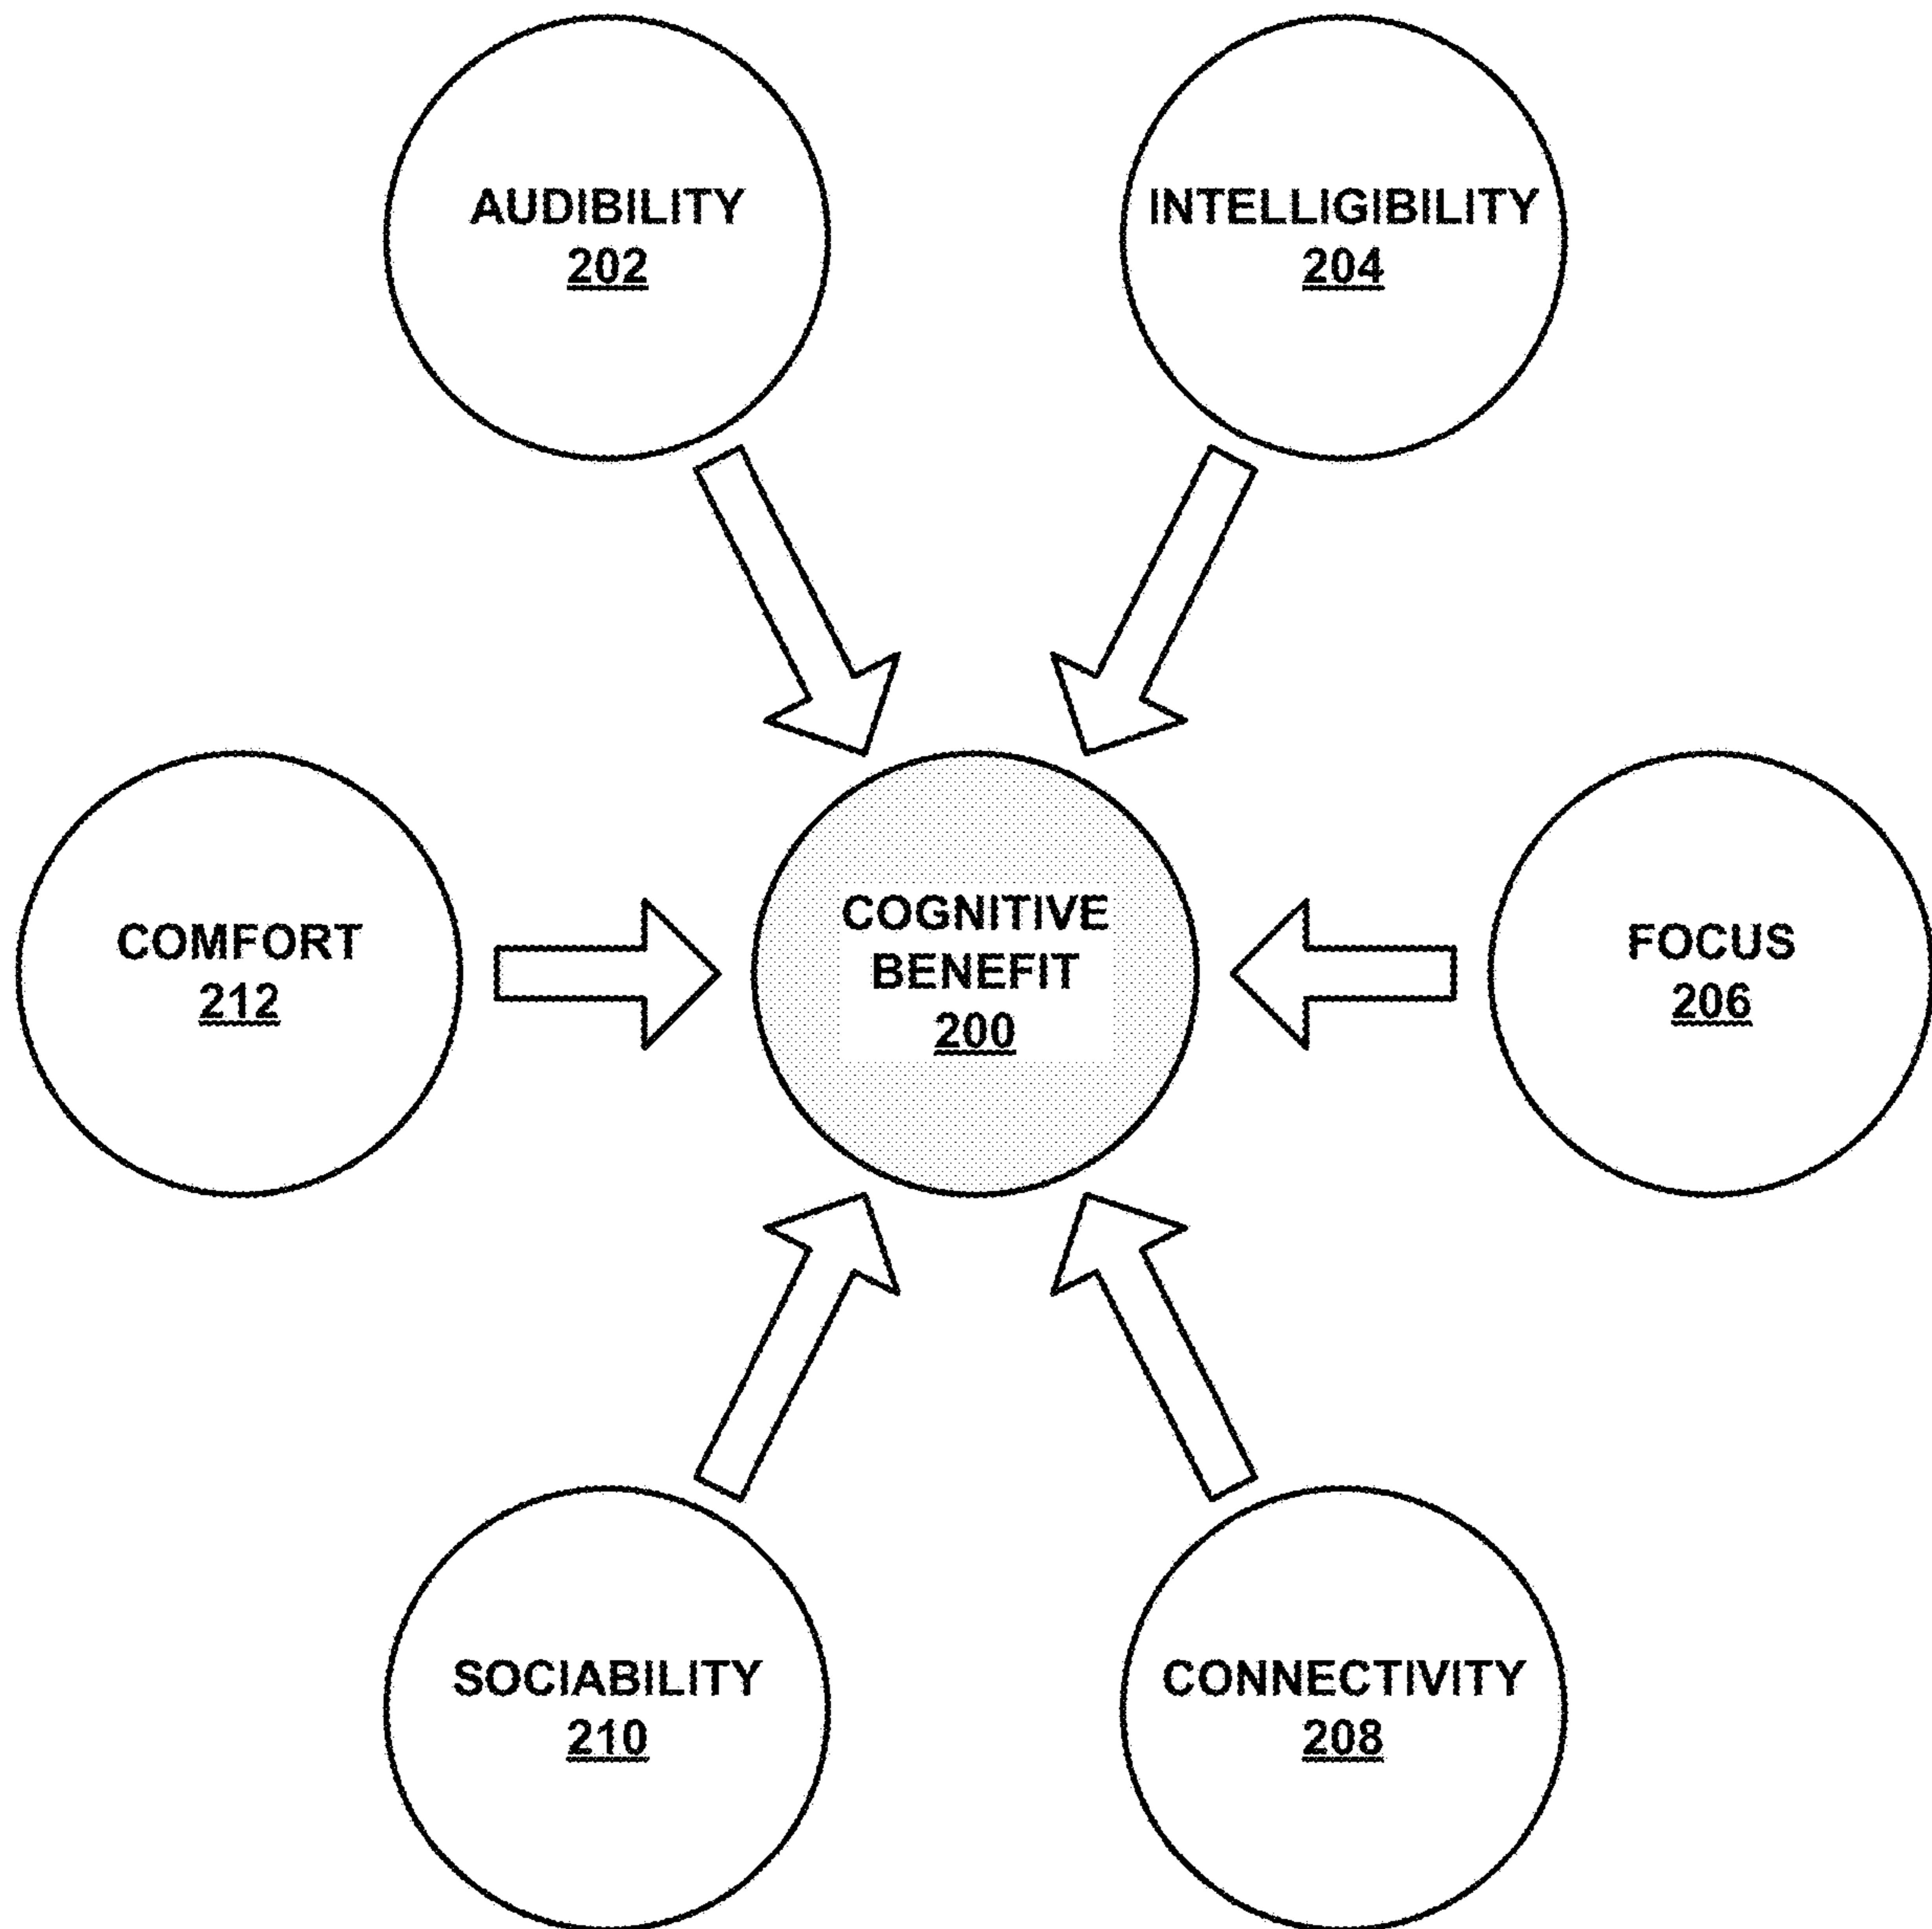 AUDIBILITY
202
INTELLIGIBILITY
204
COMFORT
212
COGNITIVE
BENEFIT
200
FOCUS
206
SOCIABILITY
210
CONNECTIVITY
208